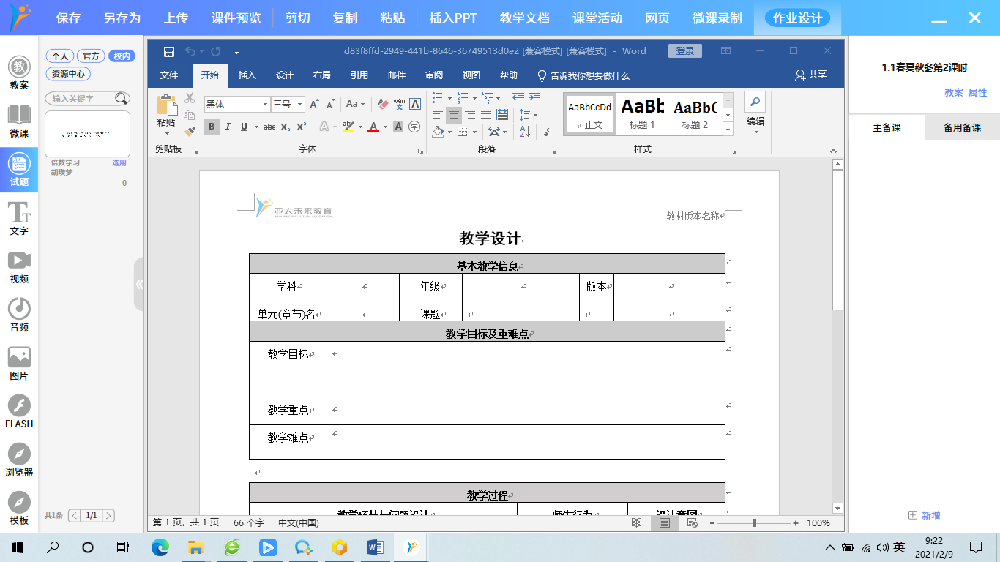 保存 另存为 上传 课件预览 剪切 复制 粘贴 插入PPT 教学文档 课堂活动 网页 微课录制 作业设计
教 教案
微课
试题
文字
视频
音频
图片
FLASH
浏览器
模板
个人 官方 校内
资源中心
输入关键字
倍数学习 选用
胡瑛梦
0
共1条 1/1
d83f8ffd-2949-441b-8646-36749513d0e2 [兼容模式] [兼容模式] - Word 登录
文件 开始 插入 设计 布局 引用 邮件 审阅 视图 帮助 告诉我你想要做什么 共享
粘贴
剪贴板
黑体 三号 Aa wén 文 A
B I U abc x₂ x² A ab A A 字
字体
段落
AaBbCcDd AaBb AaBbC
正文 标题 1 标题 2
样式
编辑
亚太未来教育
ASIA-PACIFIC FUTURE EDUCATION
教材版本名称
教学设计
基本教学信息
学科 年级 版本
单元(章节)名 课题
教学目标及重难点
教学目标
教学重点
教学难点
教学过程
教学环节与问题设计 师生行为 设计意图
第 1 页，共 1 页 66 个字 中文(中国) 100%
1.1春夏秋冬第2课时
教案 属性
主备课 备用备课
新增
英 9:22
2021/2/9